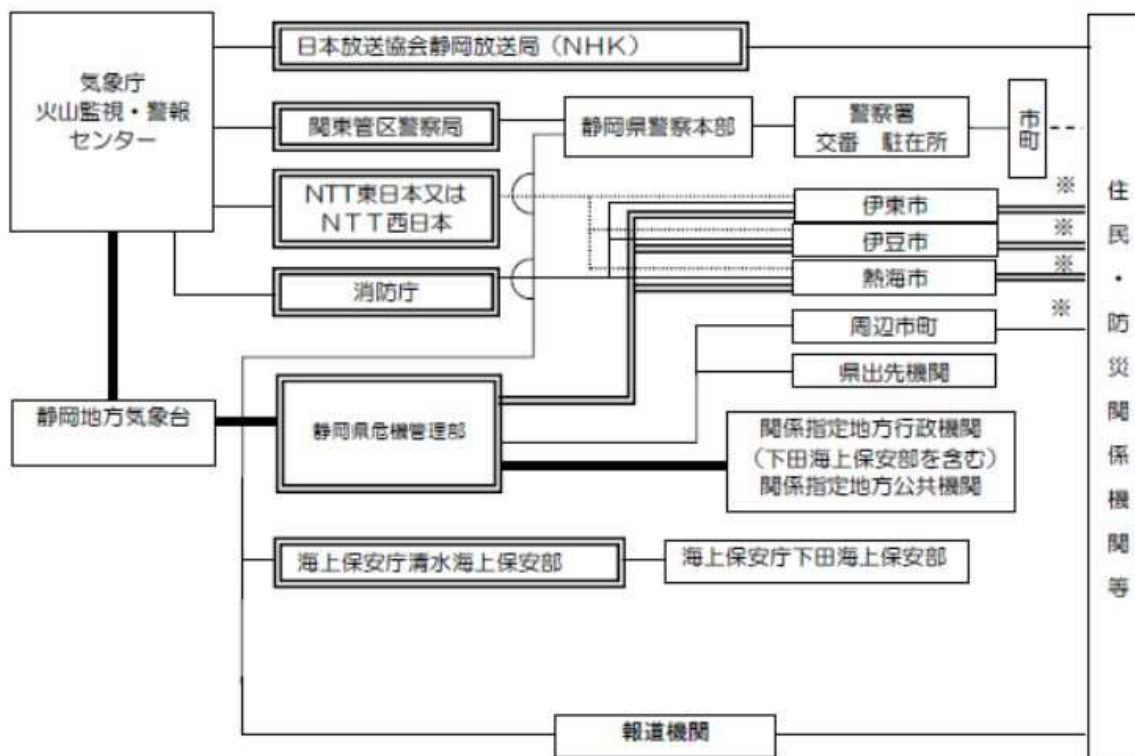 気象庁
火山監視・警報
センター
日本放送協会静岡放送局（NHK）
関東管区警察局
静岡県警察本部
警察署
交番　駐在所
市町
NTT東日本又は
NTT西日本
消防庁
伊東市
※
伊豆市
※
熱海市
※
周辺市町
※
県出先機関
静岡地方気象台
静岡県危機管理部
関係指定地方行政機関
（下田海上保安部を含む）
関係指定地方公共機関
海上保安庁清水海上保安部
海上保安庁下田海上保安部
報道機関
住民・防災関係機関等